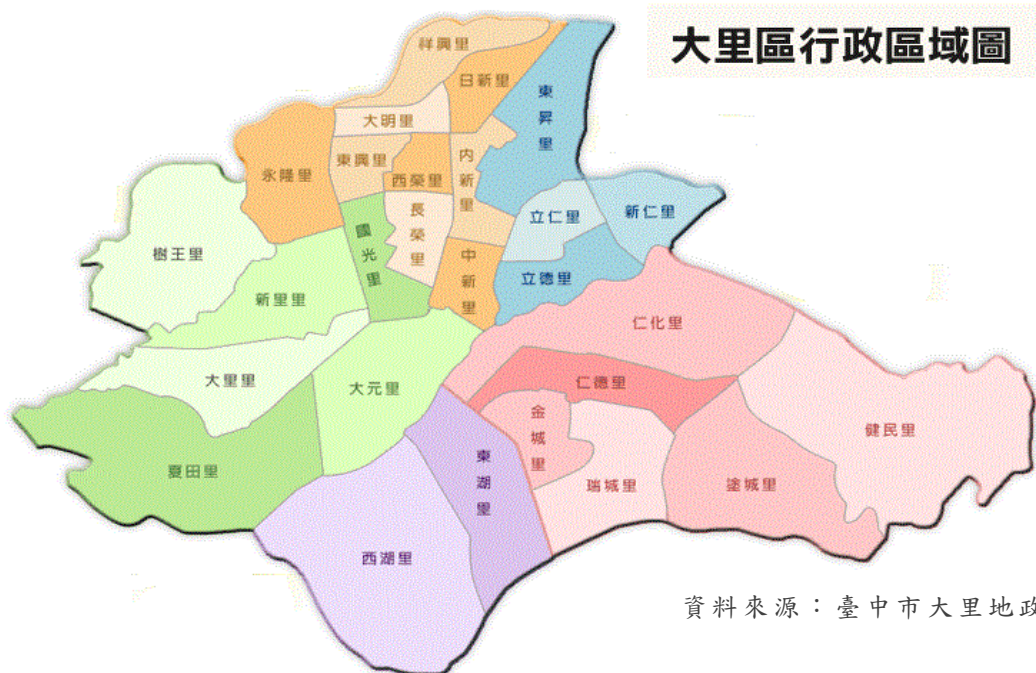 大里區行政區域圖
祥興里
日新里
東昇里
大明里
東興里
西榮里
內新里
永隆里
長榮里
立仁里
新仁里
國光里
中新里
立德里
樹王里
新里里
仁化里
大里里
大元里
仁德里
金城里
健民里
夏田里
東湖里
瑞城里
塗城里
西湖里
資料來源：臺中市大里地政